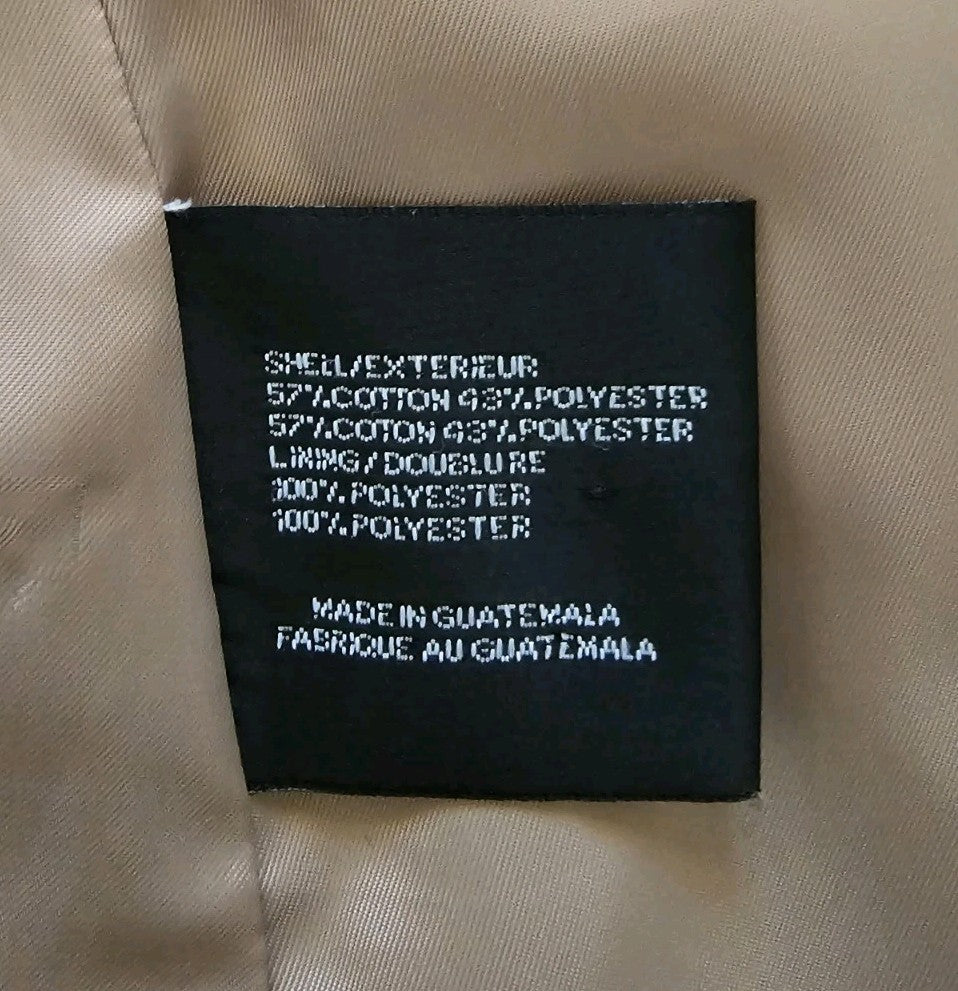 SHELL/EXTERIEUR
57% COTTON 43% POLYESTER
57% COTON 43% POLYESTER
LINING/DOUBLURE
100% POLYESTER
100% POLYESTER
MADE IN GUATEMALA
FABRIQUE AU GUATEMALA